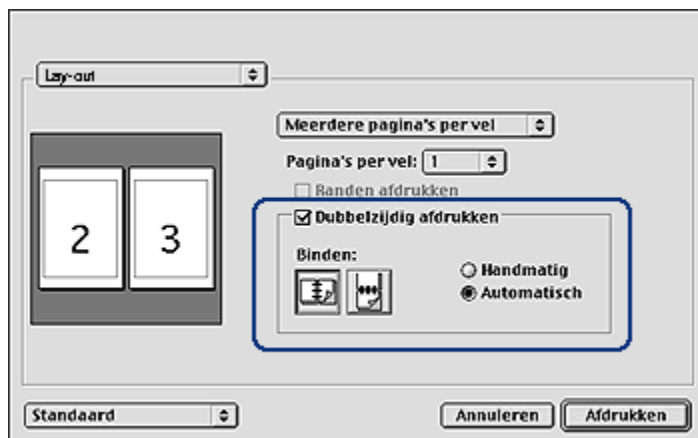 Lay-out
Meerdere pagina's per vel
Pagina's per vel: 1
Randen afdrukken
Dubbelzijdig afdrukken
2 3
Binden:
Handmatig
Automatisch
Standaard Annuleren Afdrukken